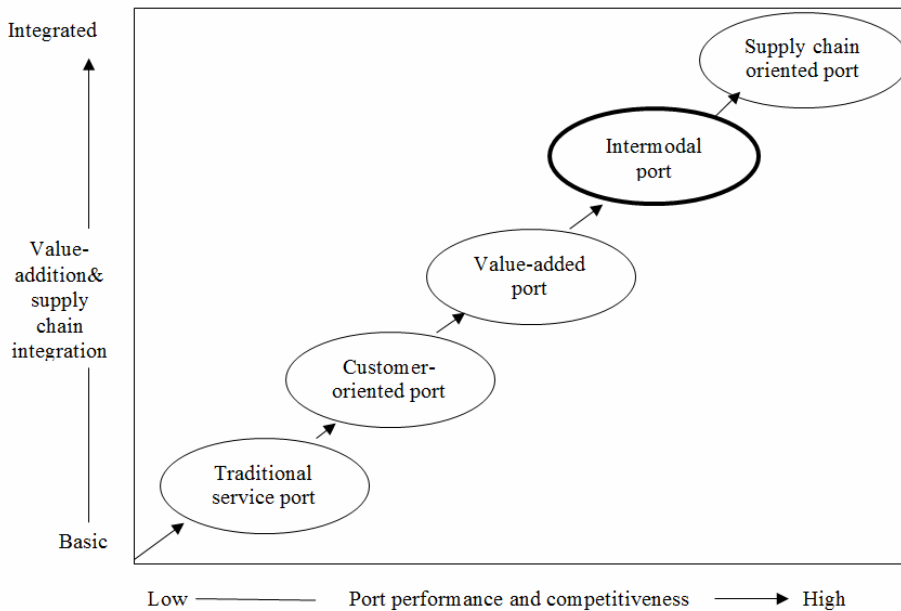 Integrated
Supply chain
oriented port
Intermodal
port
Value-
addition&
supply
chain
integration
Value-added
port
Customer-
oriented port
Traditional
service port
Basic
Low
Port performance and competitiveness
High